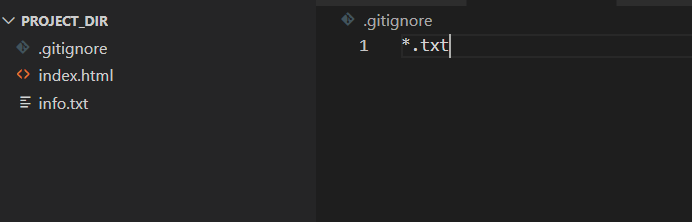 PROJECT_DIR
.gitignore
index.html
info.txt
.gitignore
1 *.txt